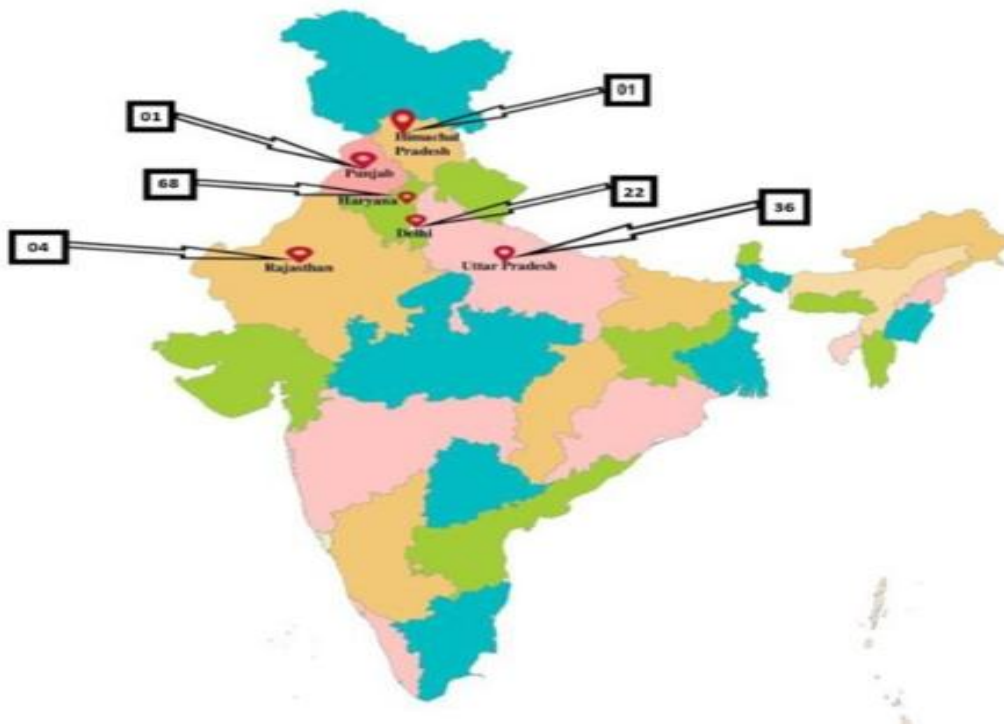 01
01
Himachal
Pradesh
Punjab
68
Haryana
22
Delhi
36
04
Rajasthan
Uttar Pradesh